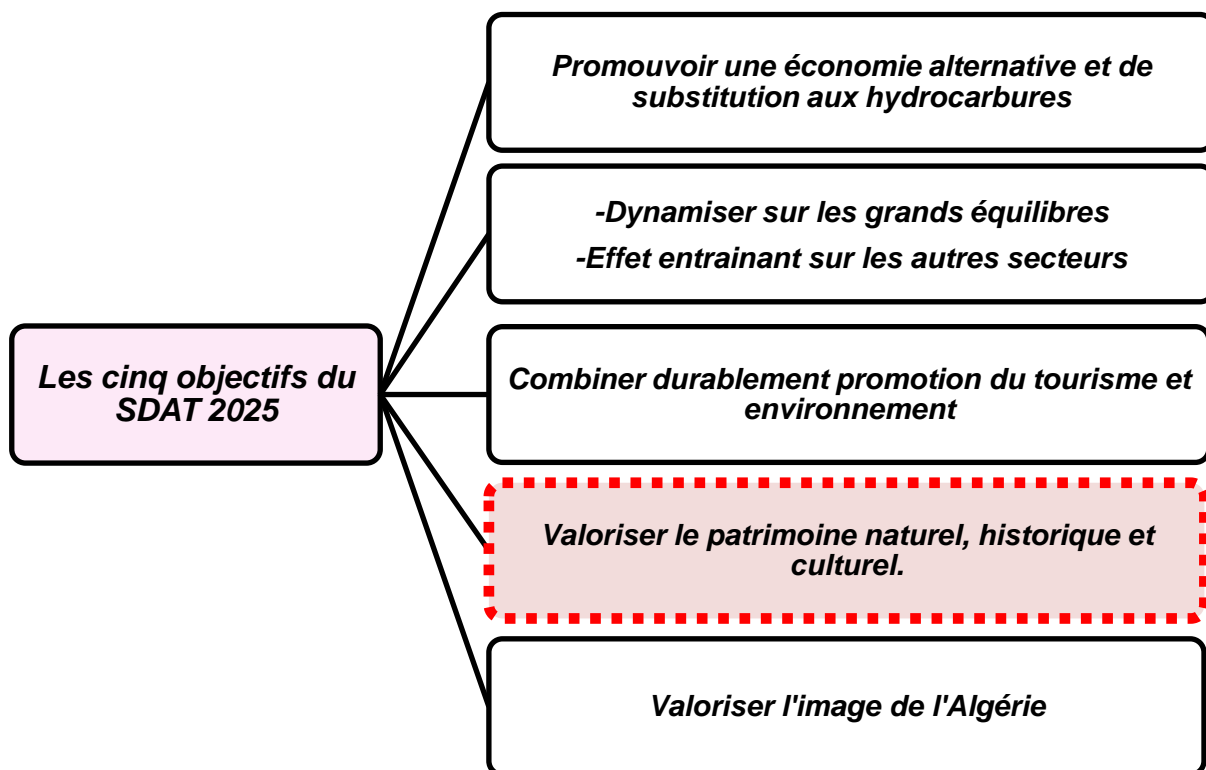 Promouvoir une économie alternative et de
substitution aux hydrocarbures
-Dynamiser sur les grands équilibres
-Effet entrainant sur les autres secteurs
Les cinq objectifs du
SDAT 2025
Combiner durablement promotion du tourisme et
environnement
Valoriser le patrimoine naturel, historique et
culturel.
Valoriser l'image de l'Algérie